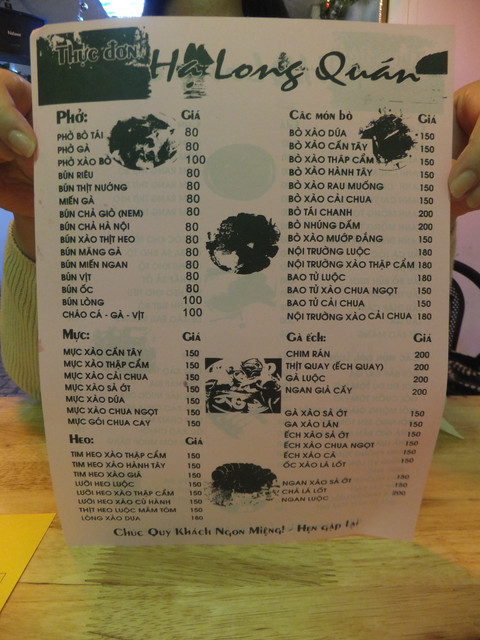 Thực đơn:
Hạ Long Quán
Phở: Giá
PHỞ BÒ TÁI 80
PHỞ GÀ 80
PHỞ XÀO BÒ 100
BÚN RIÊU 80
BÚN THỊT NƯỚNG 80
MIẾN GÀ 80
BÚN CHẢ GIÒ (NEM) 80
BÚN CHẢ HÀ NỘI 80
BÚN XÀO THỊT HEO 80
BÚN MĂNG GÀ 80
BÚN MIẾN NGAN 80
BÚN VỊT 80
BÚN ỐC 80
BÚN LÒNG 100
CHÁO CÁ - GÀ - VỊT 100
Mực: Giá
MỰC XÀO CẦN TÂY 150
MỰC XÀO THẬP CẨM 150
MỰC XÀO CẢI CHUA 150
MỰC XÀO SẢ ỚT 150
MỰC XÀO DỨA 150
MỰC XÀO CHUA NGỌT 150
MỰC GỎI CHUA CAY 150
Heo: Giá
TIM HEO XÀO THẬP CẨM 150
TIM HEO XÀO HÀNH TÂY 150
TIM HEO XÀO GIÁ 150
LƯỠI HEO LUỘC 150
LƯỠI HEO XÀO THẬP CẨM 150
LƯỠI HEO XÀO CỦ HÀNH 150
THỊT HEO LUỘC MẮM TÔM 150
LÒNG XÀO DƯA 180
Các món bò Giá
BÒ XÀO DỨA 150
BÒ XÀO CẦN TÂY 150
BÒ XÀO THẬP CẨM 150
BÒ XÀO HÀNH TÂY 150
BÒ XÀO RAU MUỐNG 150
BÒ XÀO CẢI CHUA 150
BÒ TÁI CHANH 200
BÒ NHÚNG DẤM 200
BÒ XÀO MƯỚP ĐẮNG 150
NỘI TRƯỜNG LUỘC 180
NỘI TRƯỜNG XÀO THẬP CẨM 180
BAO TỬ LUỘC 180
BAO TỬ XÀO CHUA NGỌT 150
BAO TỬ CẢI CHUA 150
NỘI TRƯỜNG XÀO CẢI CHUA 180
Gà ếch: Giá
CHIM RÁN 200
THỊT QUAY (ẾCH QUAY) 200
GÀ LUỘC 200
NGAN GIẢ CẦY 200
GÀ XÀO SẢ ỚT 150
GA XÀO LĂN 150
ẾCH XÀO SẢ ỚT 150
ẾCH XÀO CHUA NGỌT 150
ẾCH XÀO CÀ 150
ỐC XÀO LÁ LỐT 150
NGAN XÀO SẢ ỚT 150
CHẢ LÁ LỐT 150
NGAN LUỘC 200
Chúc Quý Khách Ngon Miệng! - Hẹn gặp lại